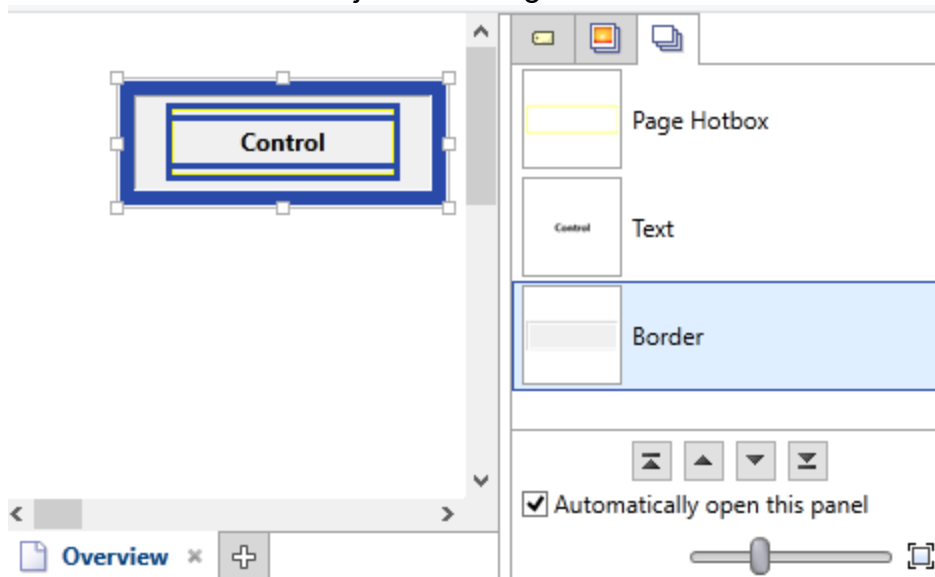 Control
Page Hotbox
Control
Text
Border
Automatically open this panel
Overview